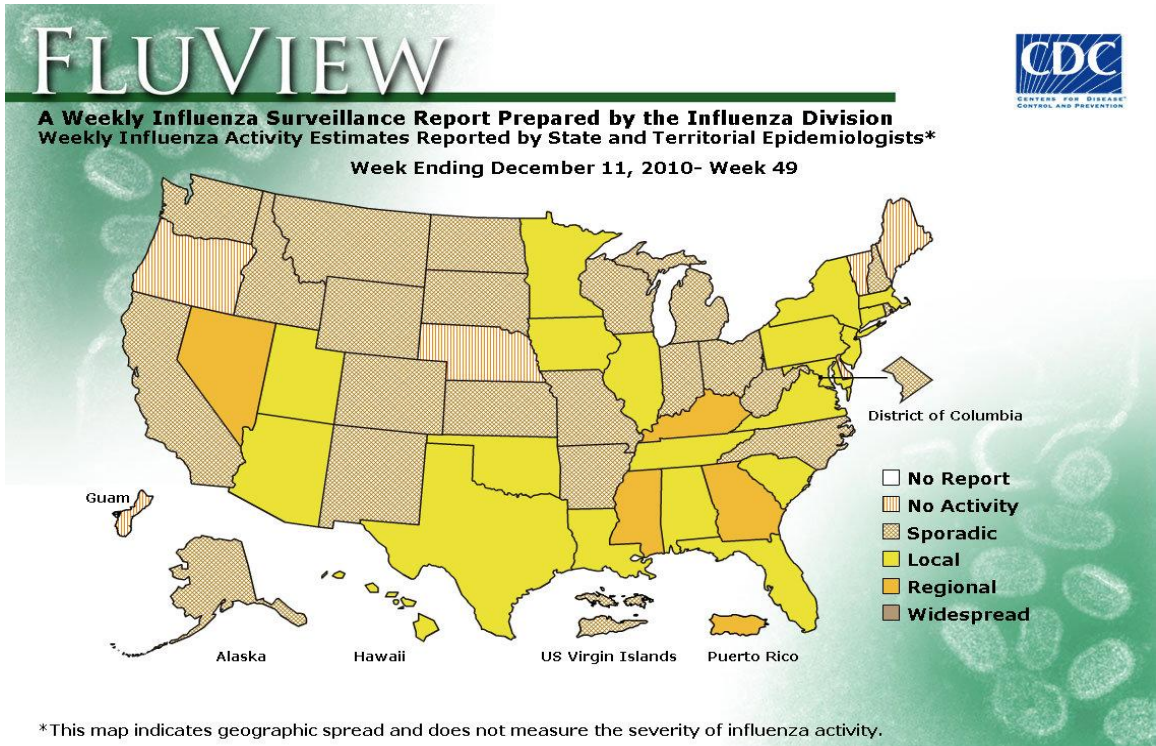 FLUVIEW
CDC
CENTERS FOR DISEASE™
CONTROL AND PREVENTION
A Weekly Influenza Surveillance Report Prepared by the Influenza Division
Weekly Influenza Activity Estimates Reported by State and Territorial Epidemiologists*
Week Ending December 11, 2010- Week 49
District of Columbia
No Report
Guam
No Activity
Sporadic
Local
Regional
Widespread
Alaska
Hawaii
US Virgin Islands
Puerto Rico
*This map indicates geographic spread and does not measure the severity of influenza activity.